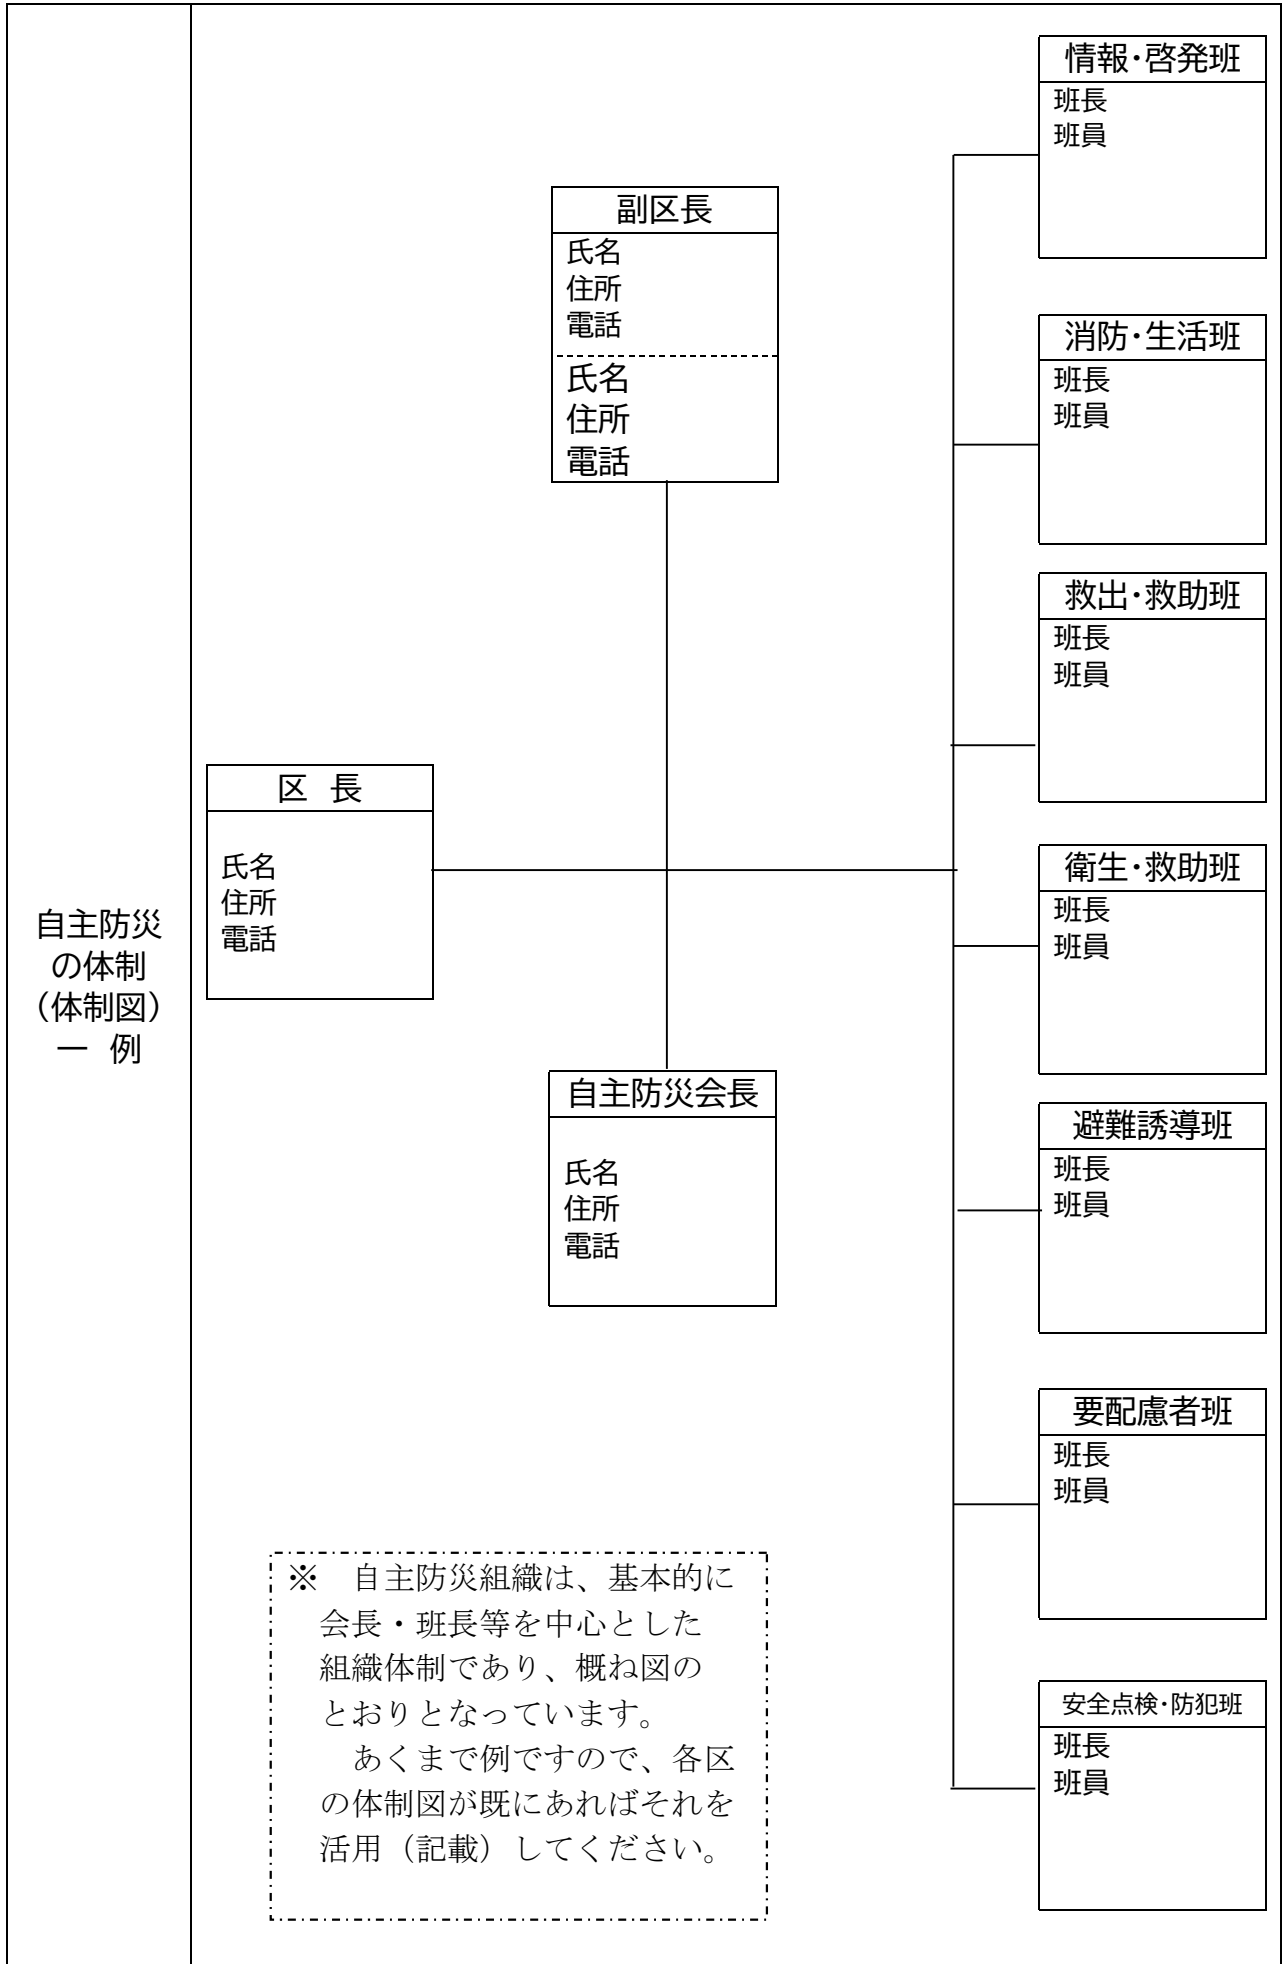 自主防災
の体制
（体制図）
一 例
区 長
氏名
住所
電話
副区長
氏名
住所
電話
氏名
住所
電話
自主防災会長
氏名
住所
電話
情報・啓発班
班長
班員
消防・生活班
班長
班員
救出・救助班
班長
班員
衛生・救助班
班長
班員
避難誘導班
班長
班員
要配慮者班
班長
班員
安全点検・防犯班
班長
班員
※ 自主防災組織は、基本的に
会長・班長等を中心とした
組織体制であり、概ね図の
とおりとなっています。
あくまで例ですので、各区
の体制図が既にあればそれを
活用（記載）してください。